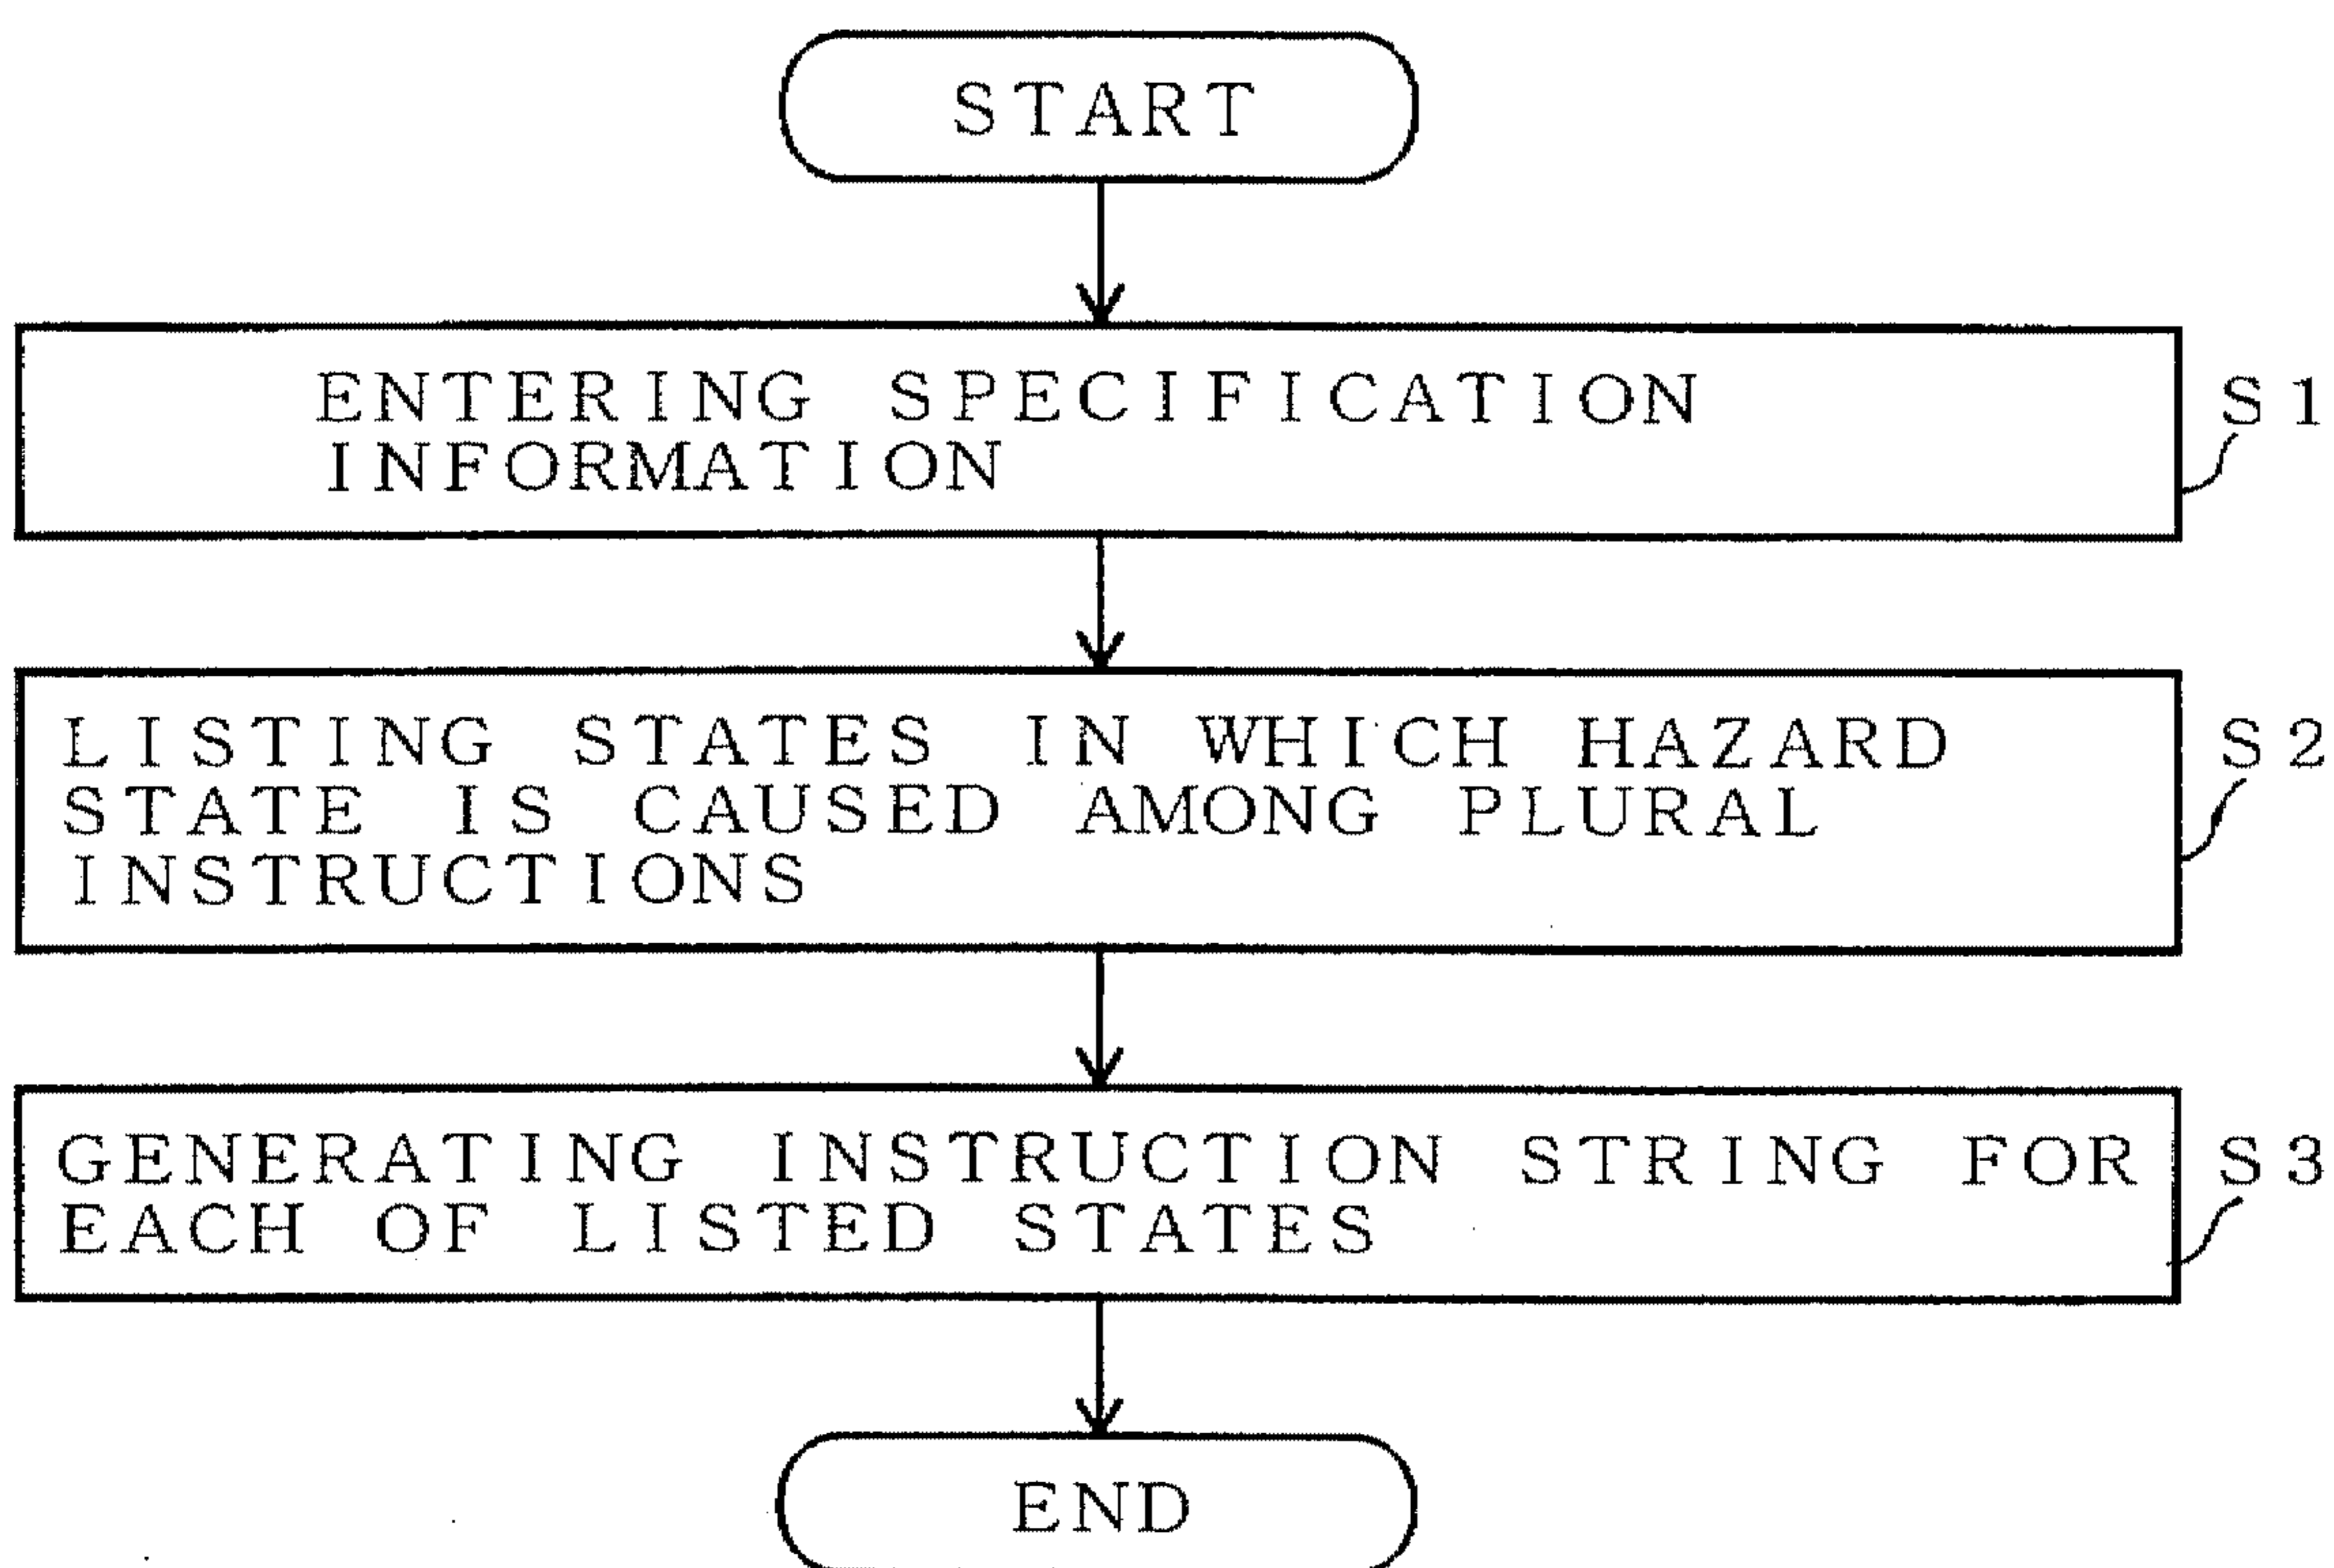 START
ENTERING SPECIFICATION
INFORMATION
S1
LISTING STATES IN WHICH HAZARD
STATE IS CAUSED AMONG PLURAL
INSTRUCTIONS
S2
GENERATING INSTRUCTION STRING FOR
EACH OF LISTED STATES
S3
END